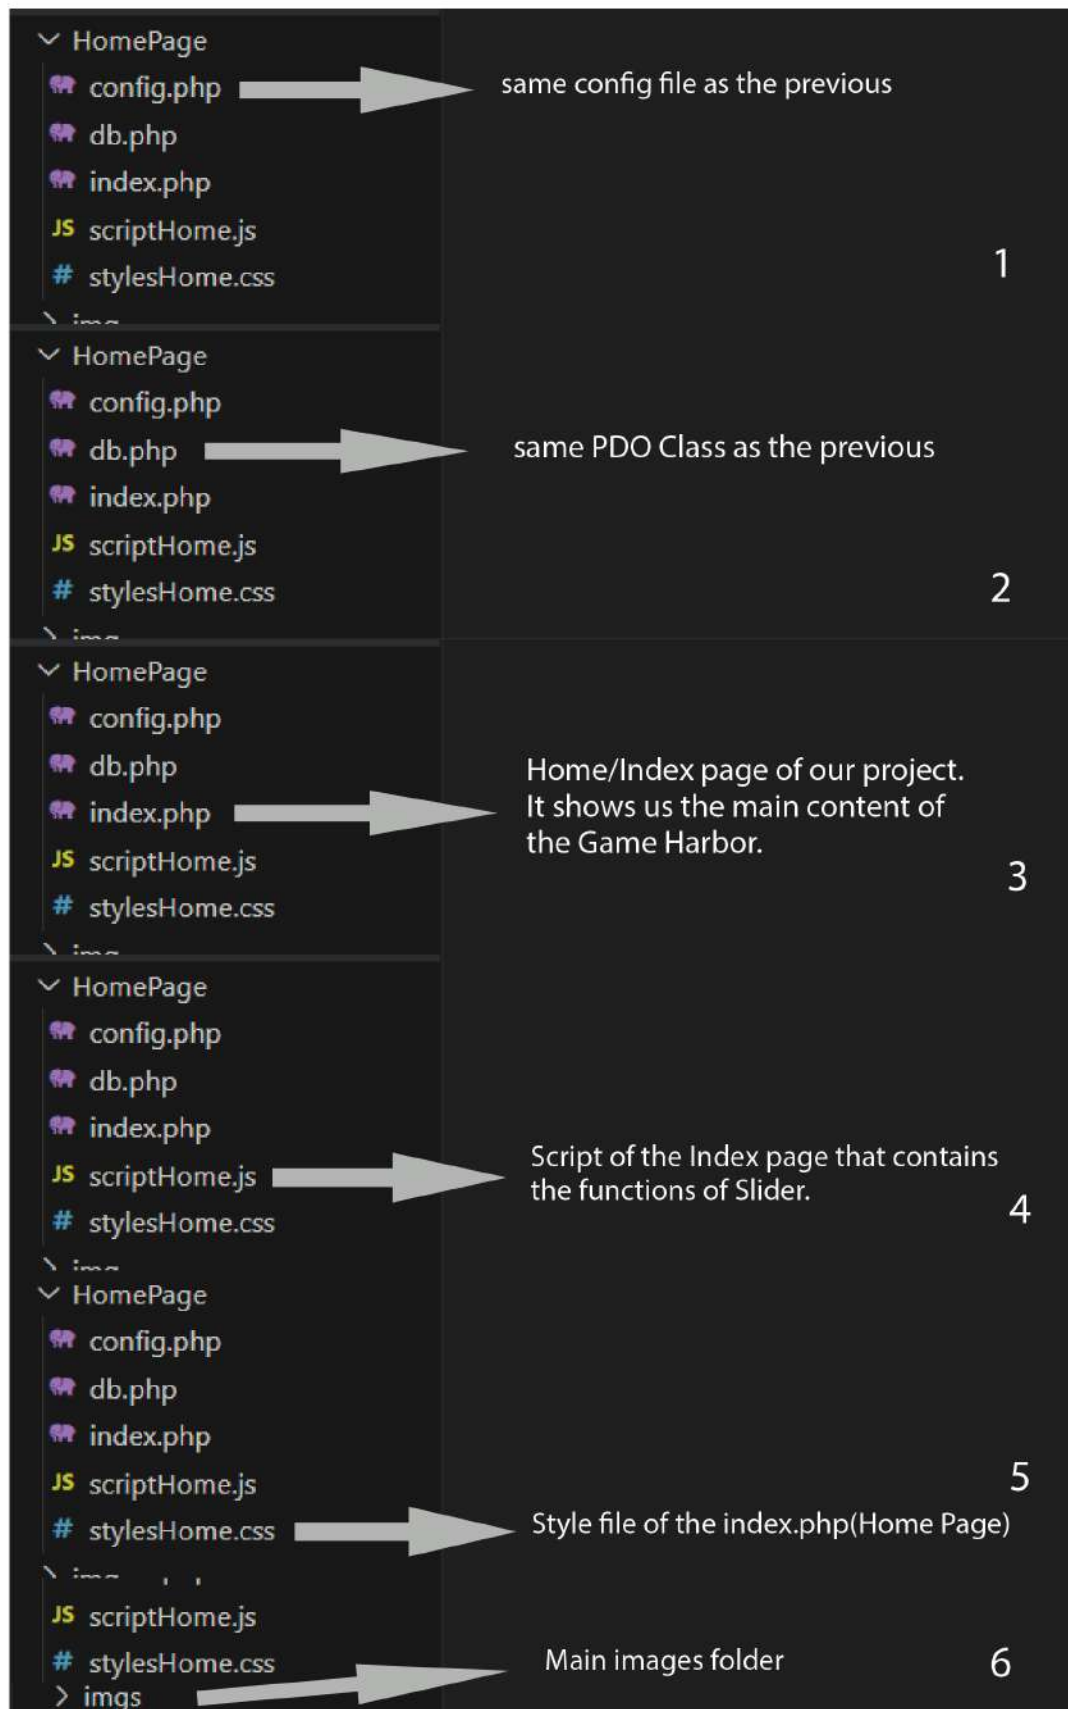 HomePage
config.php
same config file as the previous
db.php
index.php
JS scriptHome.js
# stylesHome.css
1
HomePage
config.php
db.php
same PDO Class as the previous
index.php
JS scriptHome.js
# stylesHome.css
2
HomePage
config.php
db.php
index.php
Home/Index page of our project.
It shows us the main content of
the Game Harbor.
JS scriptHome.js
# stylesHome.css
3
HomePage
config.php
db.php
index.php
JS scriptHome.js
Script of the Index page that contains
the functions of Slider.
# stylesHome.css
4
HomePage
config.php
db.php
index.php
JS scriptHome.js
5
# stylesHome.css
Style file of the index.php(Home Page)
JS scriptHome.js
# stylesHome.css
Main images folder
6
> imgs